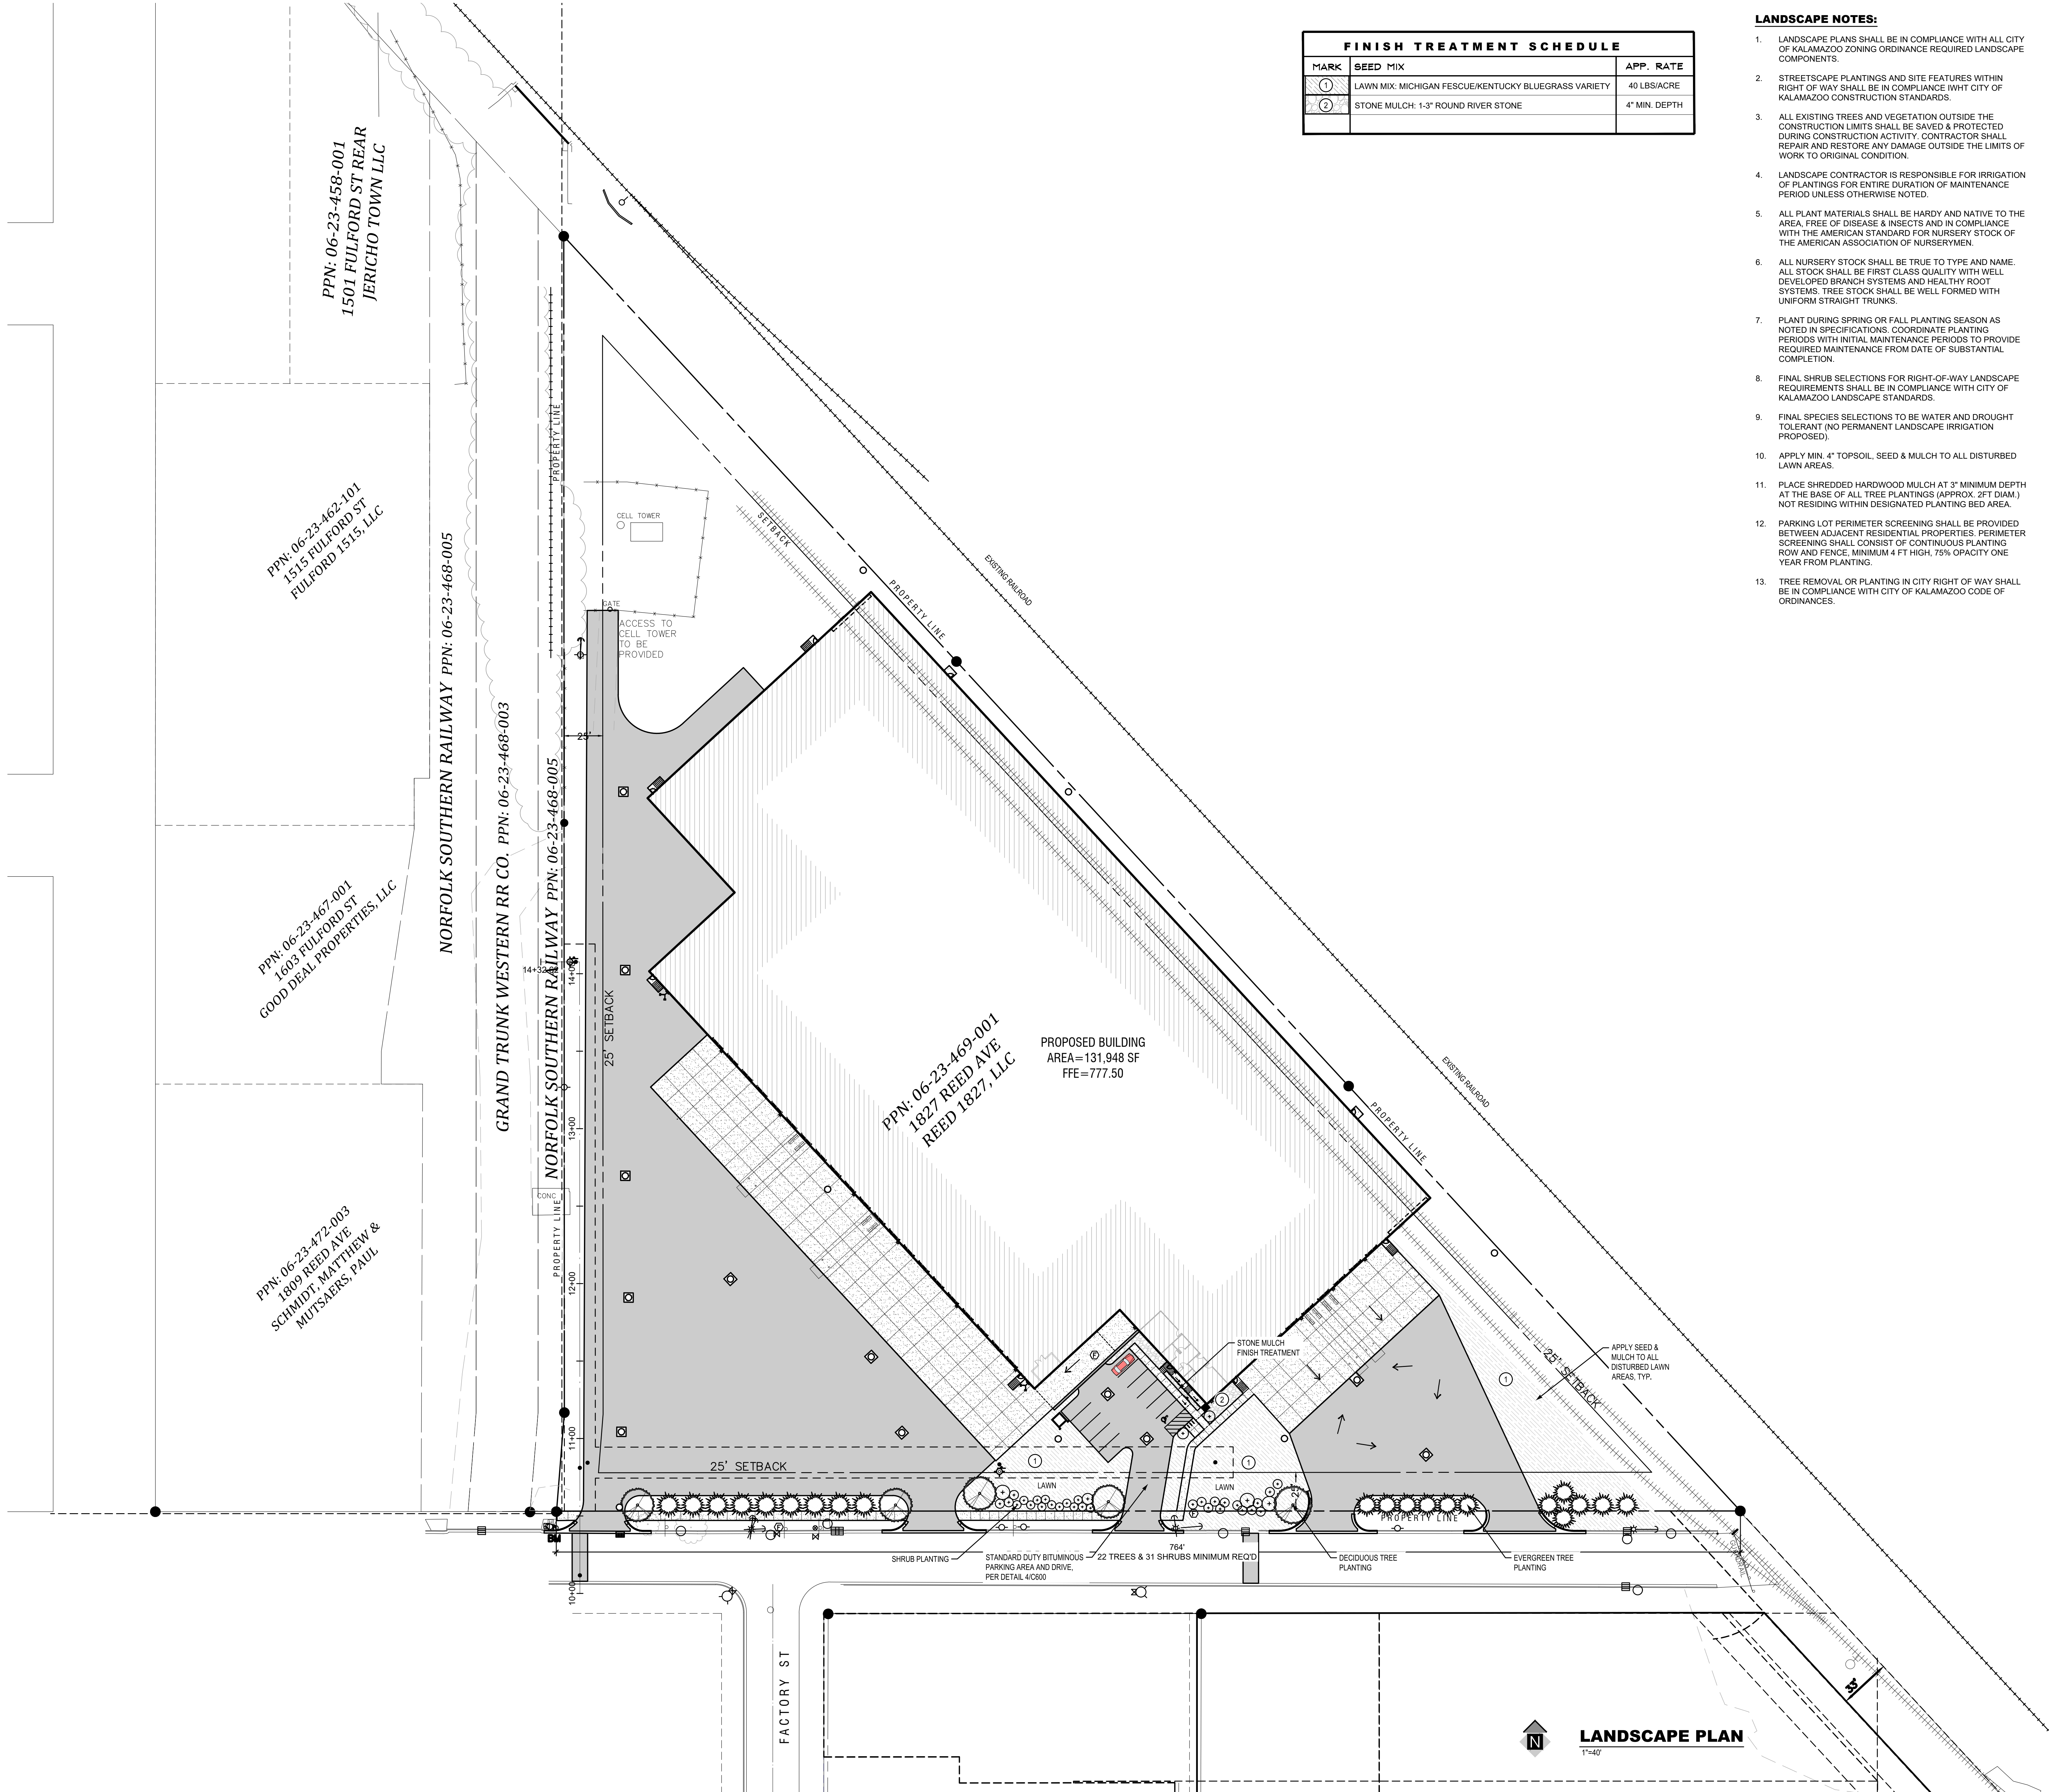 LANDSCAPE NOTES:
1. LANDSCAPE PLANS SHALL BE IN COMPLIANCE WITH ALL CITY
OF KALAMAZOO ZONING ORDINANCE REQUIRED LANDSCAPE
COMPONENTS.
2. STREETSCAPE PLANTINGS AND SITE FEATURES WITHIN
RIGHT OF WAY SHALL BE IN COMPLIANCE IWHT CITY OF
KALAMAZOO CONSTRUCTION STANDARDS.
3. ALL EXISTING TREES AND VEGETATION OUTSIDE THE
CONSTRUCTION LIMITS SHALL BE SAVED & PROTECTED
DURING CONSTRUCTION ACTIVITY. CONTRACTOR SHALL
REPAIR AND RESTORE ANY DAMAGE OUTSIDE THE LIMITS OF
WORK TO ORIGINAL CONDITION.
4. LANDSCAPE CONTRACTOR IS RESPONSIBLE FOR IRRIGATION
OF PLANTINGS FOR ENTIRE DURATION OF MAINTENANCE
PERIOD UNLESS OTHERWISE NOTED.
5. ALL PLANT MATERIALS SHALL BE HARDY AND NATIVE TO THE
AREA, FREE OF DISEASE & INSECTS AND IN COMPLIANCE
WITH THE AMERICAN STANDARD FOR NURSERY STOCK OF
THE AMERICAN ASSOCIATION OF NURSERYMEN.
6. ALL NURSERY STOCK SHALL BE TRUE TO TYPE AND NAME.
ALL STOCK SHALL BE FIRST CLASS QUALITY WITH WELL
DEVELOPED BRANCH SYSTEMS AND HEALTHY ROOT
SYSTEMS. TREE STOCK SHALL BE WELL FORMED WITH
UNIFORM STRAIGHT TRUNKS.
7. PLANT DURING SPRING OR FALL PLANTING SEASON AS
NOTED IN SPECIFICATIONS. COORDINATE PLANTING
PERIODS WITH INITIAL MAINTENANCE PERIODS TO PROVIDE
REQUIRED MAINTENANCE FROM DATE OF SUBSTANTIAL
COMPLETION.
8. FINAL SHRUB SELECTIONS FOR RIGHT-OF-WAY LANDSCAPE
REQUIREMENTS SHALL BE IN COMPLIANCE WITH CITY OF
KALAMAZOO LANDSCAPE STANDARDS.
9. FINAL SPECIES SELECTIONS TO BE WATER AND DROUGHT
TOLERANT (NO PERMANENT LANDSCAPE IRRIGATION
PROPOSED).
10. APPLY MIN. 4" TOPSOIL, SEED & MULCH TO ALL DISTURBED
LAWN AREAS.
11. PLACE SHREDDED HARDWOOD MULCH AT 3" MINIMUM DEPTH
AT THE BASE OF ALL TREE PLANTINGS (APPROX. 2FT DIAM.)
NOT RESIDING WITHIN DESIGNATED PLANTING BED AREA.
12. PARKING LOT PERIMETER SCREENING SHALL BE PROVIDED
BETWEEN ADJACENT RESIDENTIAL PROPERTIES. PERIMETER
SCREENING SHALL CONSIST OF CONTINUOUS PLANTING
ROW AND FENCE, MINIMUM 4 FT HIGH, 75% OPACITY ONE
YEAR FROM PLANTING.
13. TREE REMOVAL OR PLANTING IN CITY RIGHT OF WAY SHALL
BE IN COMPLIANCE WITH CITY OF KALAMAZOO CODE OF
ORDINANCES.
FINISH TREATMENT SCHEDULE
MARK SEED MIX APP. RATE
1 LAWN MIX: MICHIGAN FESCUE/KENTUCKY BLUEGRASS VARIETY 40 LBS/ACRE
2 STONE MULCH: 1-3" ROUND RIVER STONE 4" MIN. DEPTH
PPN: 06-23-458-001
1501 FULFORD ST REAR
JERICHO TOWN LLC
PPN: 06-23-462-101
1515 FULFORD ST
FULFORD 1515, LLC
PPN: 06-23-467-001
1603 FULFORD ST
GOOD DEAL PROPERTIES, LLC
PPN: 06-23-472-003
1809 REED AVE
SCHMIDT, MATTHEW &
MUTSAERS, PAUL
NORFOLK SOUTHERN RAILWAY PPN: 06-23-468-005
GRAND TRUNK WESTERN RR CO. PPN: 06-23-468-003
NORFOLK SOUTHERN RAILWAY PPN: 06-23-468-005
PROPERTY LINE
CELL TOWER
SETBACK
GATE
ACCESS TO
CELL TOWER
TO BE
PROVIDED
PROPERTY LINE
EXISTING RAILROAD
25'
14+00
25' SETBACK
13+00
CONC
PROPERTY LINE
12+00
11+00
10+00
PPN: 06-23-469-001
1827 REED AVE
REED 1827, LLC
PROPOSED BUILDING
AREA=131,948 SF
FFE=777.50
EXISTING RAILROAD
PROPERTY LINE
STONE MULCH
FINISH TREATMENT
APPLY SEED &
MULCH TO ALL
DISTURBED LAWN
AREAS, TYP.
25' SETBACK
1
2
F
25' SETBACK
1
1
LAWN
LAWN
25'
PROPERTY LINE
BM
SHRUB PLANTING
STANDARD DUTY BITUMINOUS
PARKING AREA AND DRIVE,
PER DETAIL 4/C600
764'
22 TREES & 31 SHRUBS MINIMUM REQ'D
DECIDUOUS TREE
PLANTING
EVERGREEN TREE
PLANTING
FACTORY ST
33'
N
LANDSCAPE PLAN
1"=40'